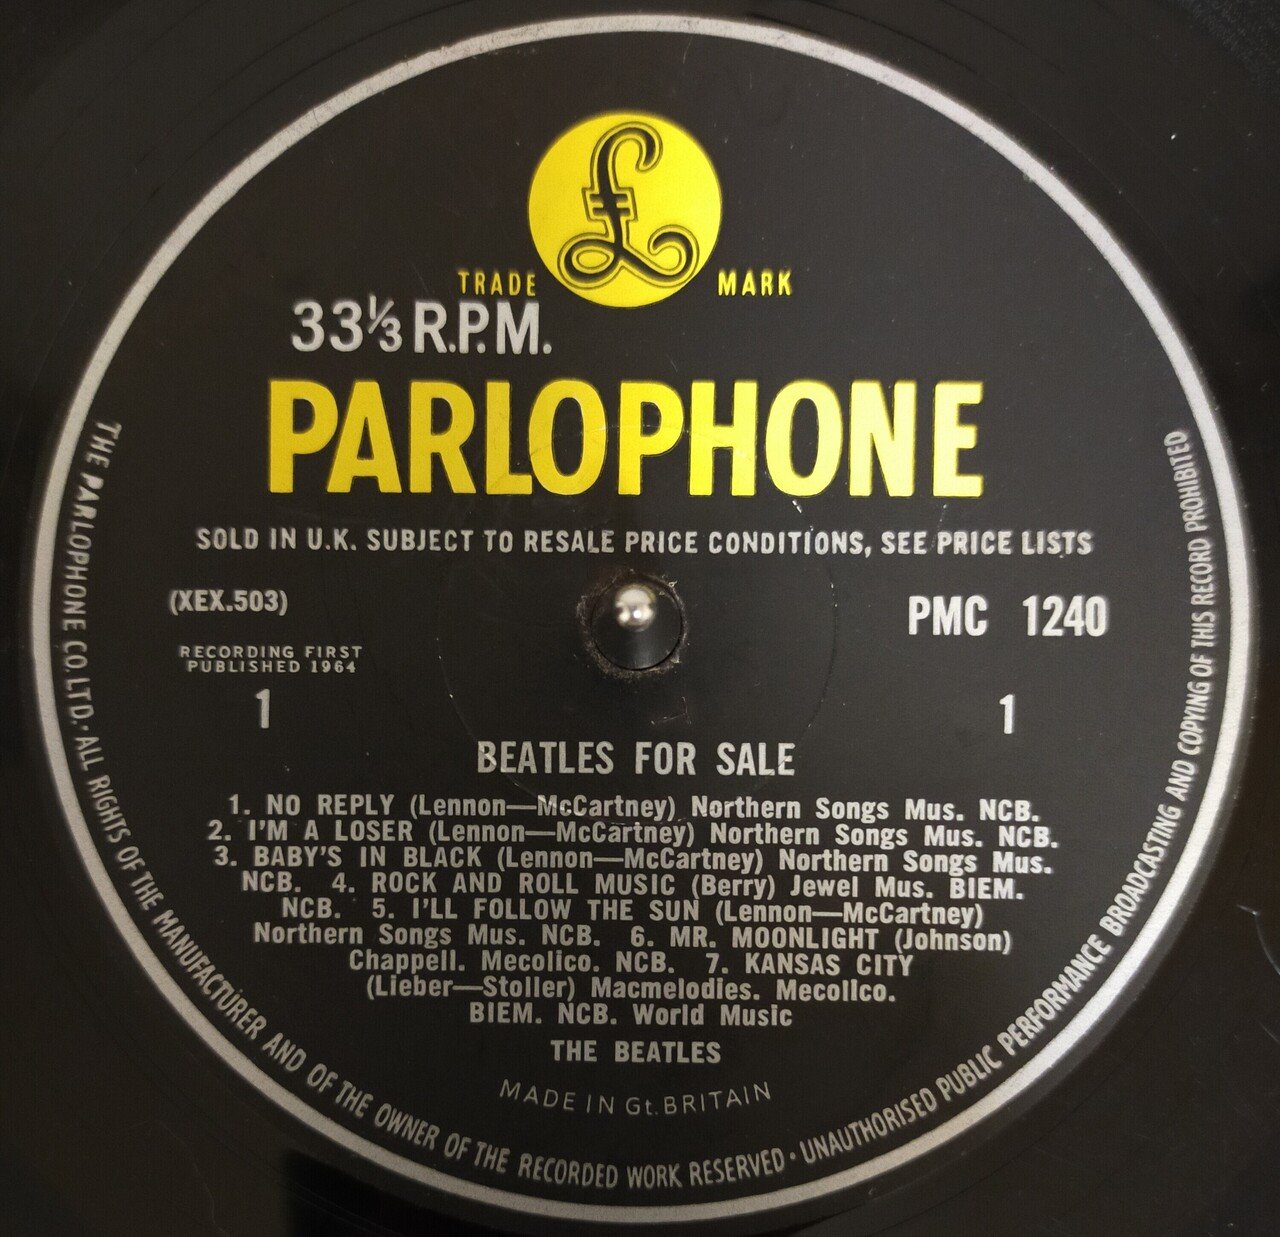 £
TRADE MARK
33⅓ R.P.M.
PARLOPHONE
SOLD IN U.K. SUBJECT TO RESALE PRICE CONDITIONS, SEE PRICE LISTS
(XEX.503)
PMC 1240
RECORDING FIRST
PUBLISHED 1964
1
1
BEATLES FOR SALE
1. NO REPLY (Lennon—McCartney) Northern Songs Mus. NCB.
2. I'M A LOSER (Lennon—McCartney) Northern Songs Mus. NCB.
3. BABY'S IN BLACK (Lennon—McCartney) Northern Songs Mus.
NCB. 4. ROCK AND ROLL MUSIC (Berry) Jewel Mus. BIEM.
NCB. 5. I'LL FOLLOW THE SUN (Lennon—McCartney)
Northern Songs Mus. NCB. 6. MR. MOONLIGHT (Johnson)
Chappell. Mecolico. NCB. 7. KANSAS CITY
(Lieber—Stoller) Macmelodies. Mecolico.
BIEM. NCB. World Music
THE BEATLES
MADE IN Gt. BRITAIN
THE PARLOPHONE CO. LTD. · ALL RIGHTS OF THE MANUFACTURER AND OF THE OWNER OF THE RECORDED WORK RESERVED · UNAUTHORISED PUBLIC PERFORMANCE BROADCASTING AND COPYING OF THIS RECORD PROHIBITED